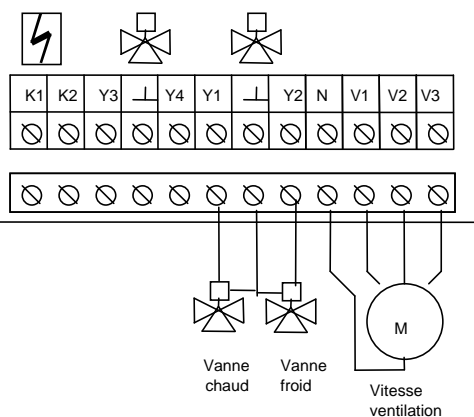 K1 K2 Y3 Y4 Y1 Y2 N V1 V2 V3
M
Vanne chaud
Vanne froid
Vitesse ventilation